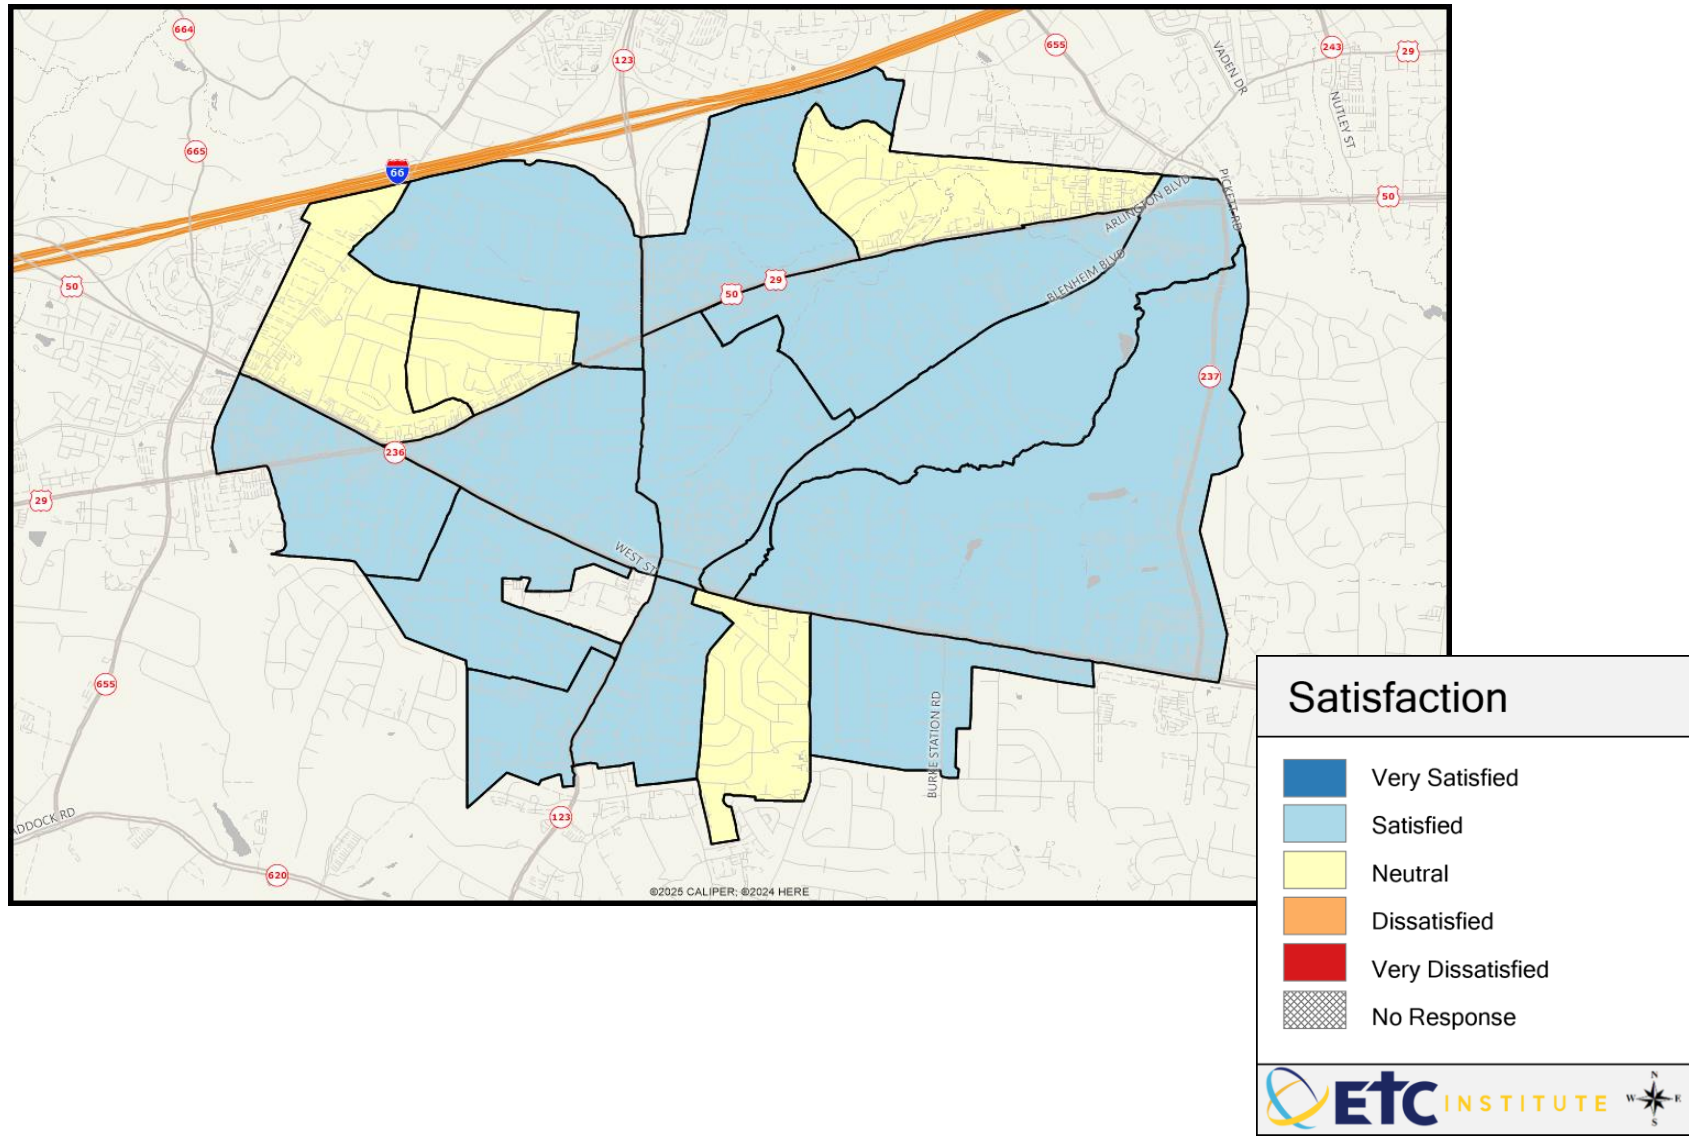 664
123
655
VADEN DR
243
29
NUTLEY ST
665
66
PICKETT RD
50
ARLINGTON BLVD
50
29
50
BLENHEIM BLVD
237
236
29
WEST ST
655
BURKE STATION RD
123
ADDOCK RD
620
©2025 CALIPER; ©2024 HERE
Satisfaction
Very Satisfied
Satisfied
Neutral
Dissatisfied
Very Dissatisfied
No Response
ETC INSTITUTE
N
W E
S